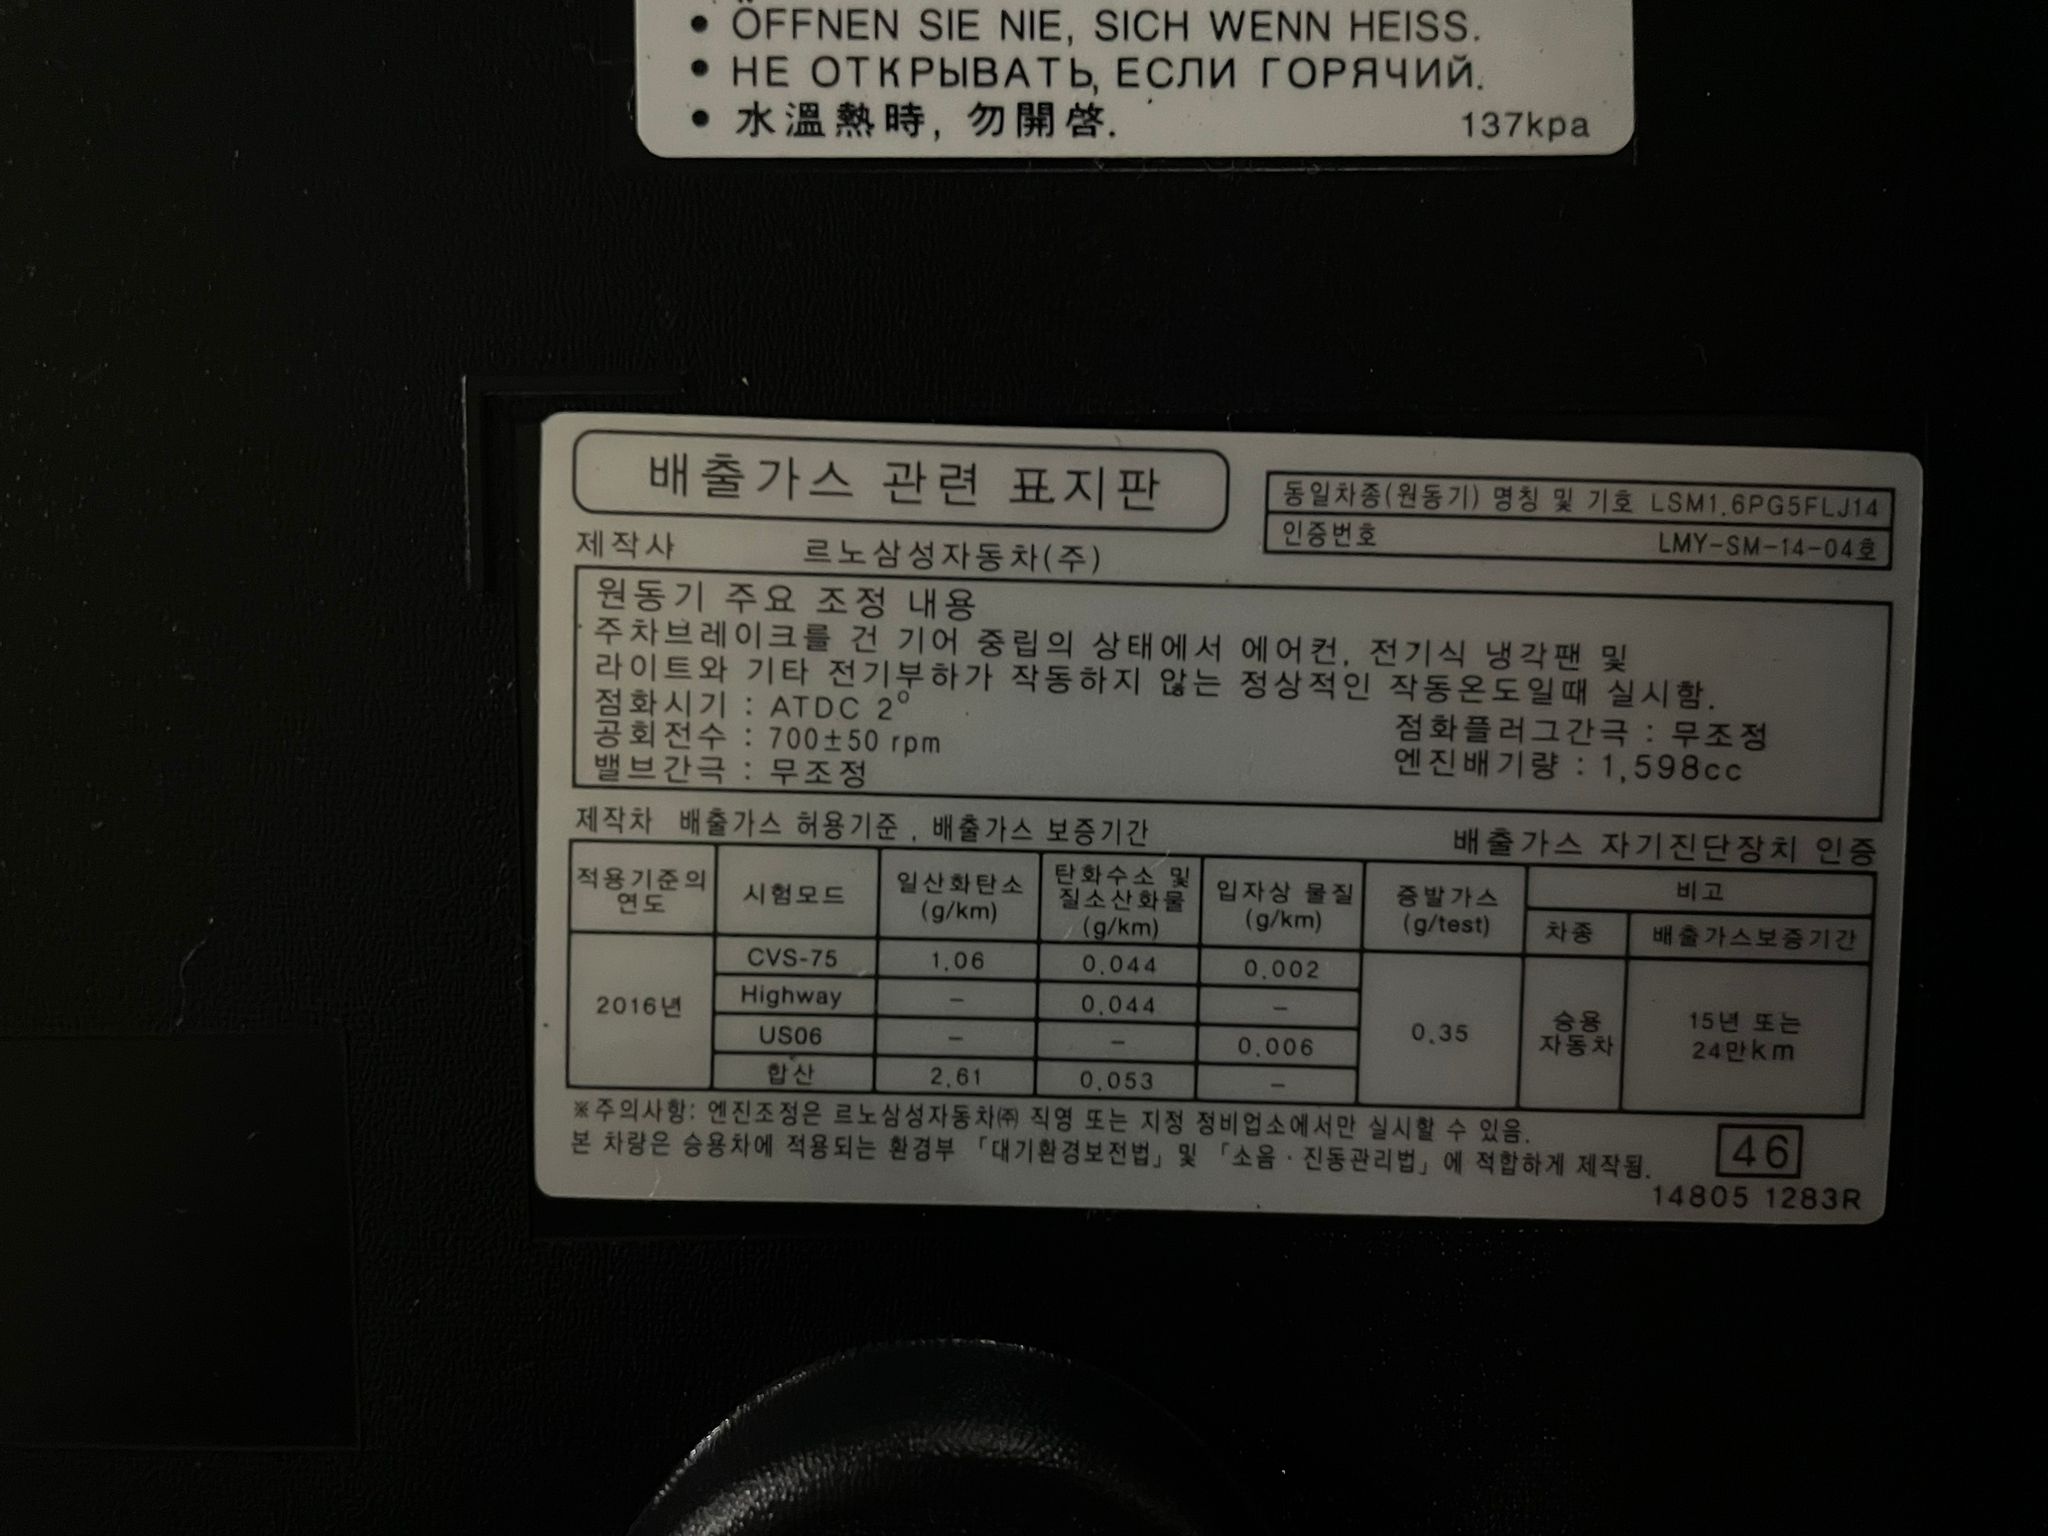 • ÖFFNEN SIE NIE, SICH WENN HEISS.
• НЕ ОТКРЫВАТЬ, ЕСЛИ ГОРЯЧИЙ.
• 水溫熱時, 勿開啓.
137kpa
배출가스 관련 표지판
동일차종(원동기) 명칭 및 기호 LSM1.6PG5FLJ14
인증번호 LMY-SM-14-04호
제작사 르노삼성자동차(주)
원동기 주요 조정 내용
주차브레이크를 건 기어 중립의 상태에서 에어컨, 전기식 냉각팬 및
라이트와 기타 전기부하가 작동하지 않는 정상적인 작동온도일때 실시함.
점화시기 : ATDC 2°
점화플러그간극 : 무조정
공회전수 : 700±50 rpm
엔진배기량 : 1,598cc
밸브간극 : 무조정
제작차 배출가스 허용기준, 배출가스 보증기간
배출가스 자기진단장치 인증
적용기준의 연도 시험모드 일산화탄소 (g/km) 탄화수소 및 질소산화물 (g/km) 입자상 물질 (g/km) 증발가스 (g/test) 비고
차종 배출가스보증기간
2016년 CVS-75 1.06 0.044 0.002 0.35 승용 자동차 15년 또는 24만km
Highway – 0.044 –
US06 – – 0.006
합산 2.61 0.053 –
※주의사항: 엔진조정은 르노삼성자동차㈜ 직영 또는 지정 정비업소에서만 실시할 수 있음.
본 차량은 승용차에 적용되는 환경부 「대기환경보전법」 및 「소음·진동관리법」에 적합하게 제작됨.
46
14805 1283R